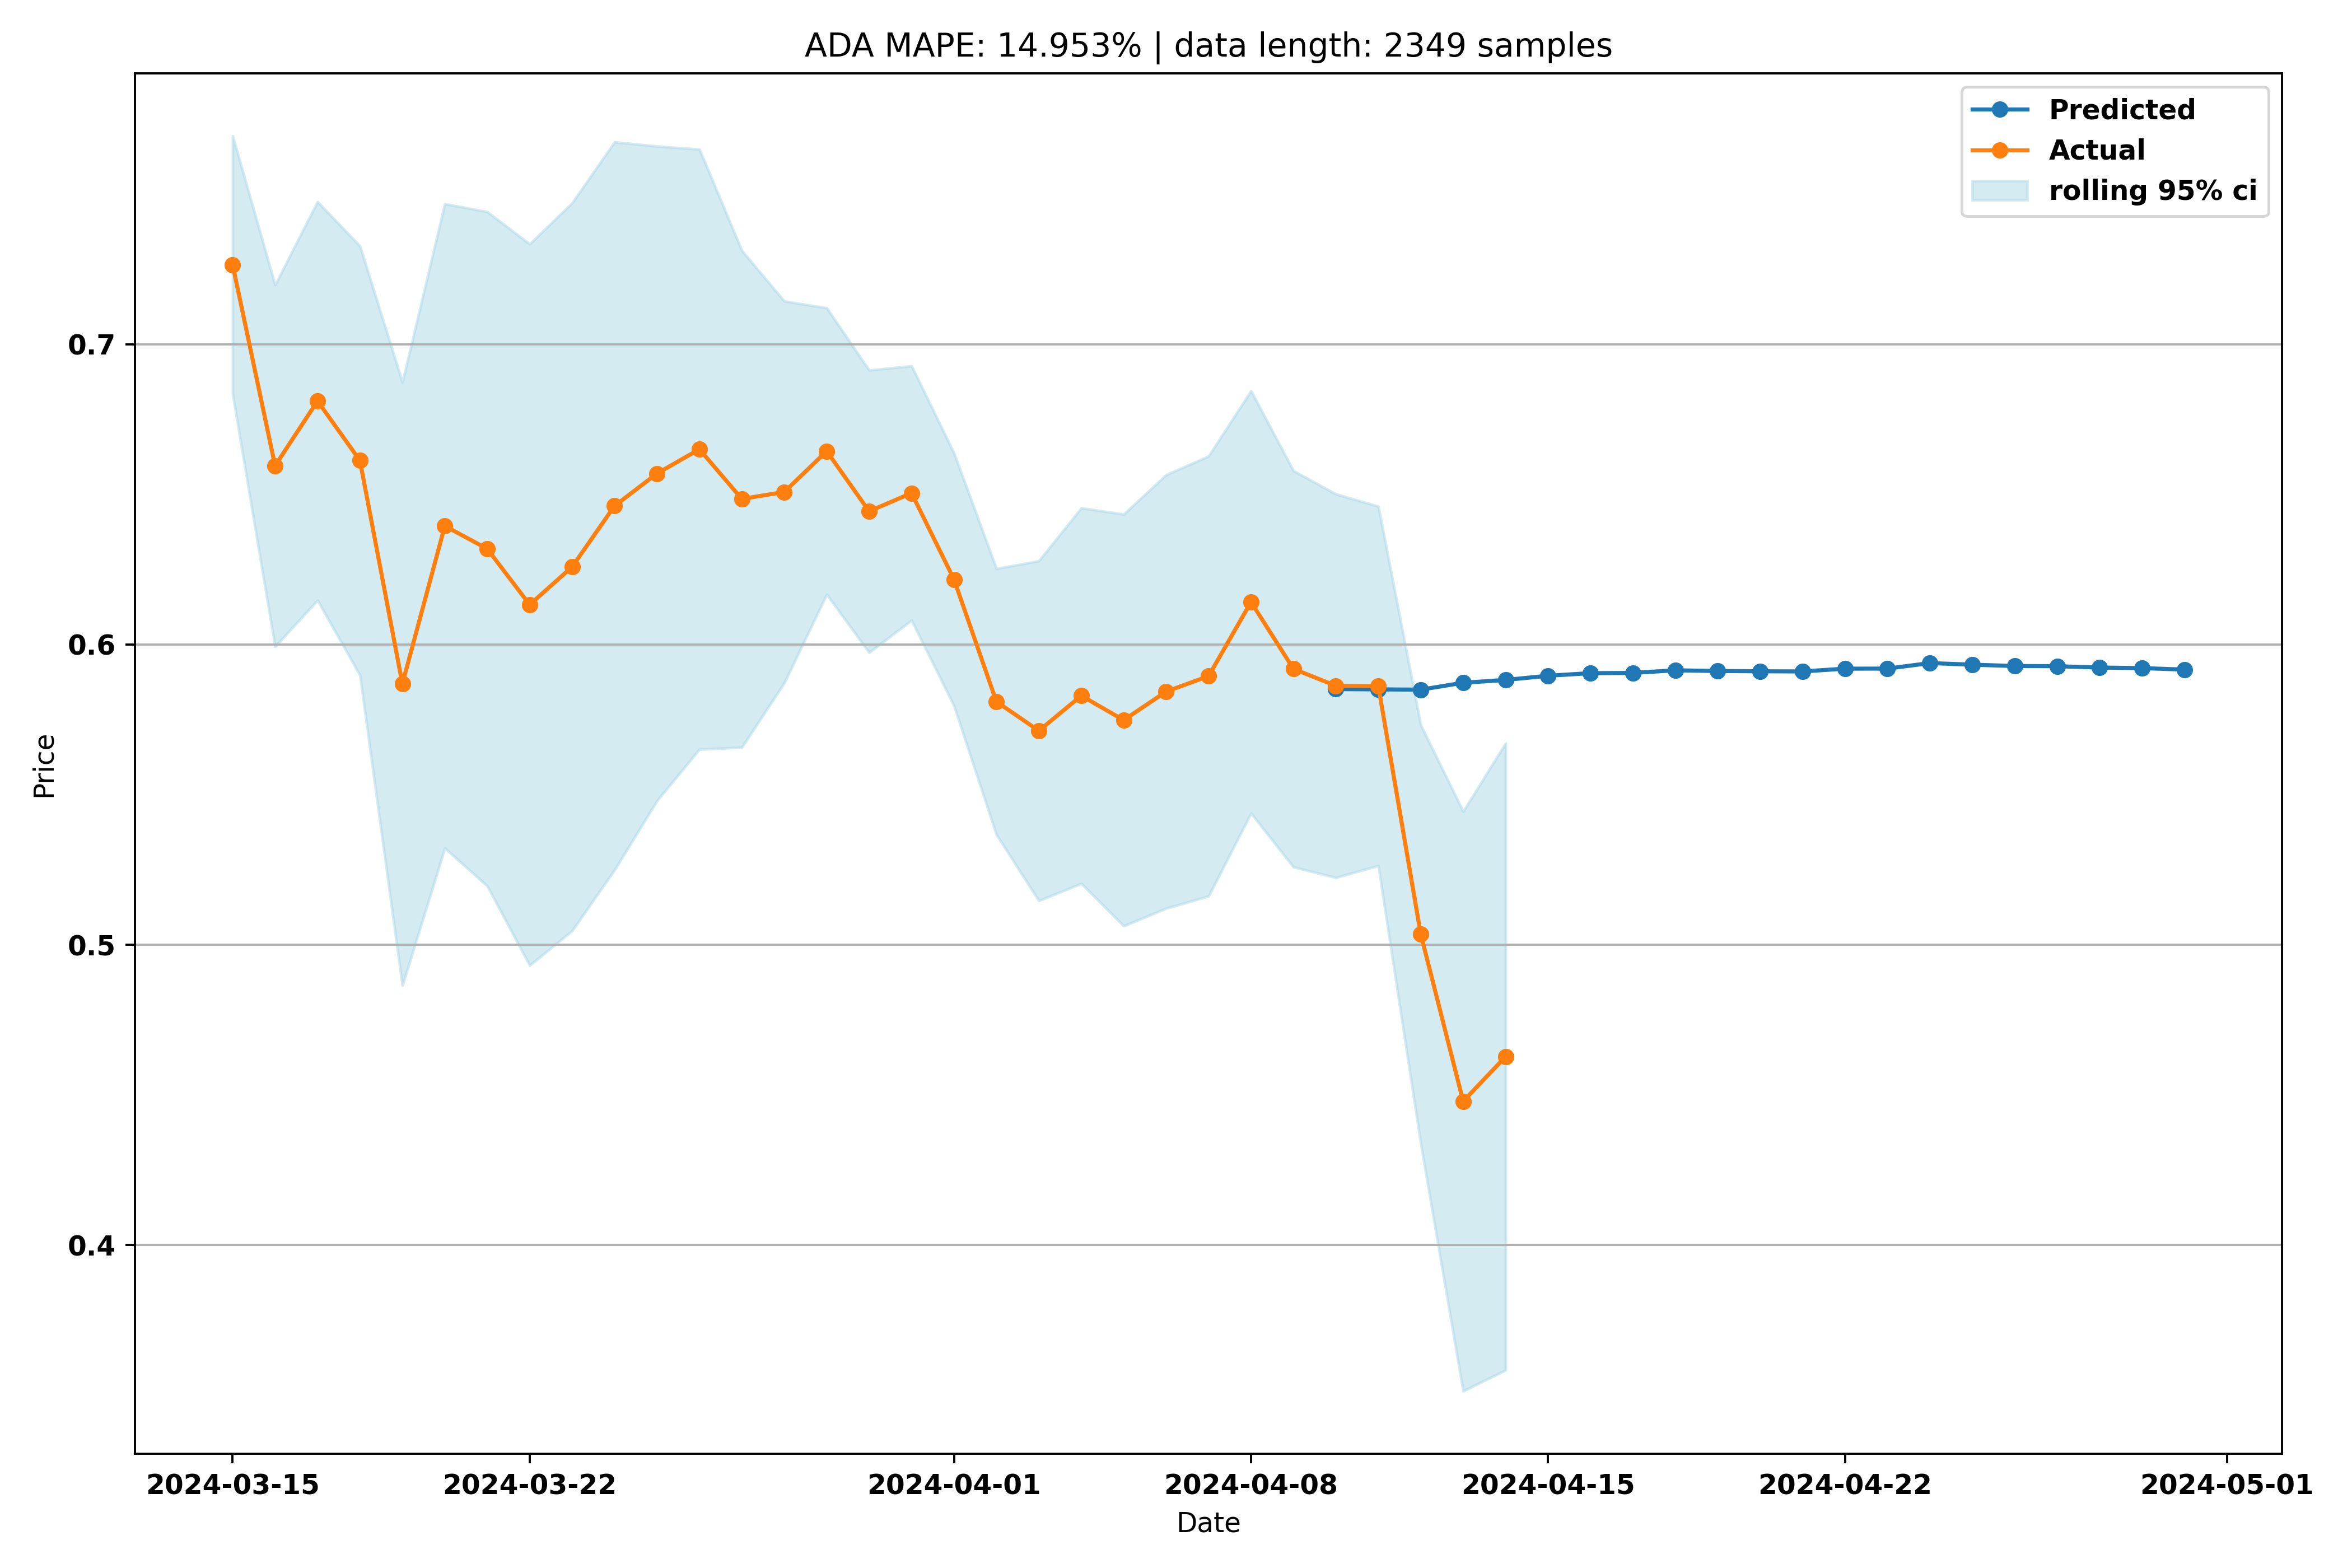 ADA MAPE: 14.953% | data length: 2349 samples
Predicted
Actual
rolling 95% ci
0.7
0.6
0.5
0.4
Price
2024-03-15
2024-03-22
2024-04-01
2024-04-08
2024-04-15
2024-04-22
2024-05-01
Date